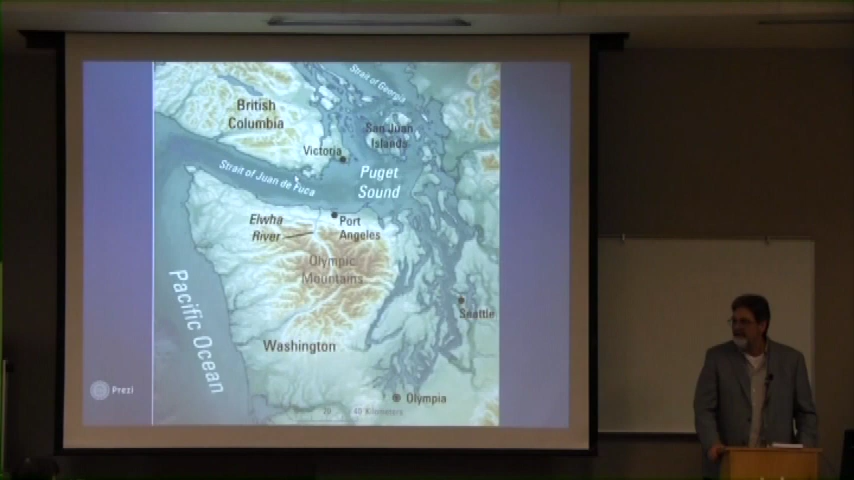 Strait of Georgia
British
Columbia
San Juan
Islands
Victoria
Strait of Juan de Fuca
Puget
Sound
Elwha
River
Port
Angeles
Olympic
Mountains
Pacific Ocean
Seattle
Washington
Prezi
Olympia
20 40 Kilometers